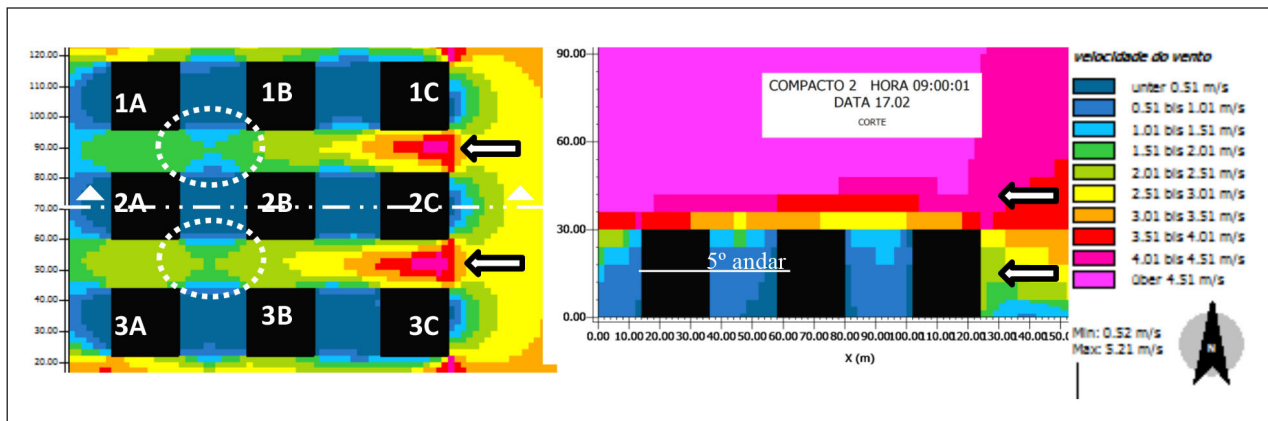 120.00
110.00
100.00
90.00
80.00
70.00
60.00
50.00
40.00
30.00
20.00
1A 1B 1C
2A 2B 2C
3A 3B 3C
90.00
60.00
30.00
0.00
COMPACTO 2 HORA 09:00:01
DATA 17.02
CORTE
5º andar
0.00 10.00 20.00 30.00 40.00 50.00 60.00 70.00 80.00 90.00 100.00 110.00 120.00 130.00 140.00 150.0
X (m)
velocidade do vento
unter 0.51 m/s
0.51 bis 1.01 m/s
1.01 bis 1.51 m/s
1.51 bis 2.01 m/s
2.01 bis 2.51 m/s
2.51 bis 3.01 m/s
3.01 bis 3.51 m/s
3.51 bis 4.01 m/s
4.01 bis 4.51 m/s
über 4.51 m/s
Min: 0.52 m/s
Max: 5.21 m/s
N